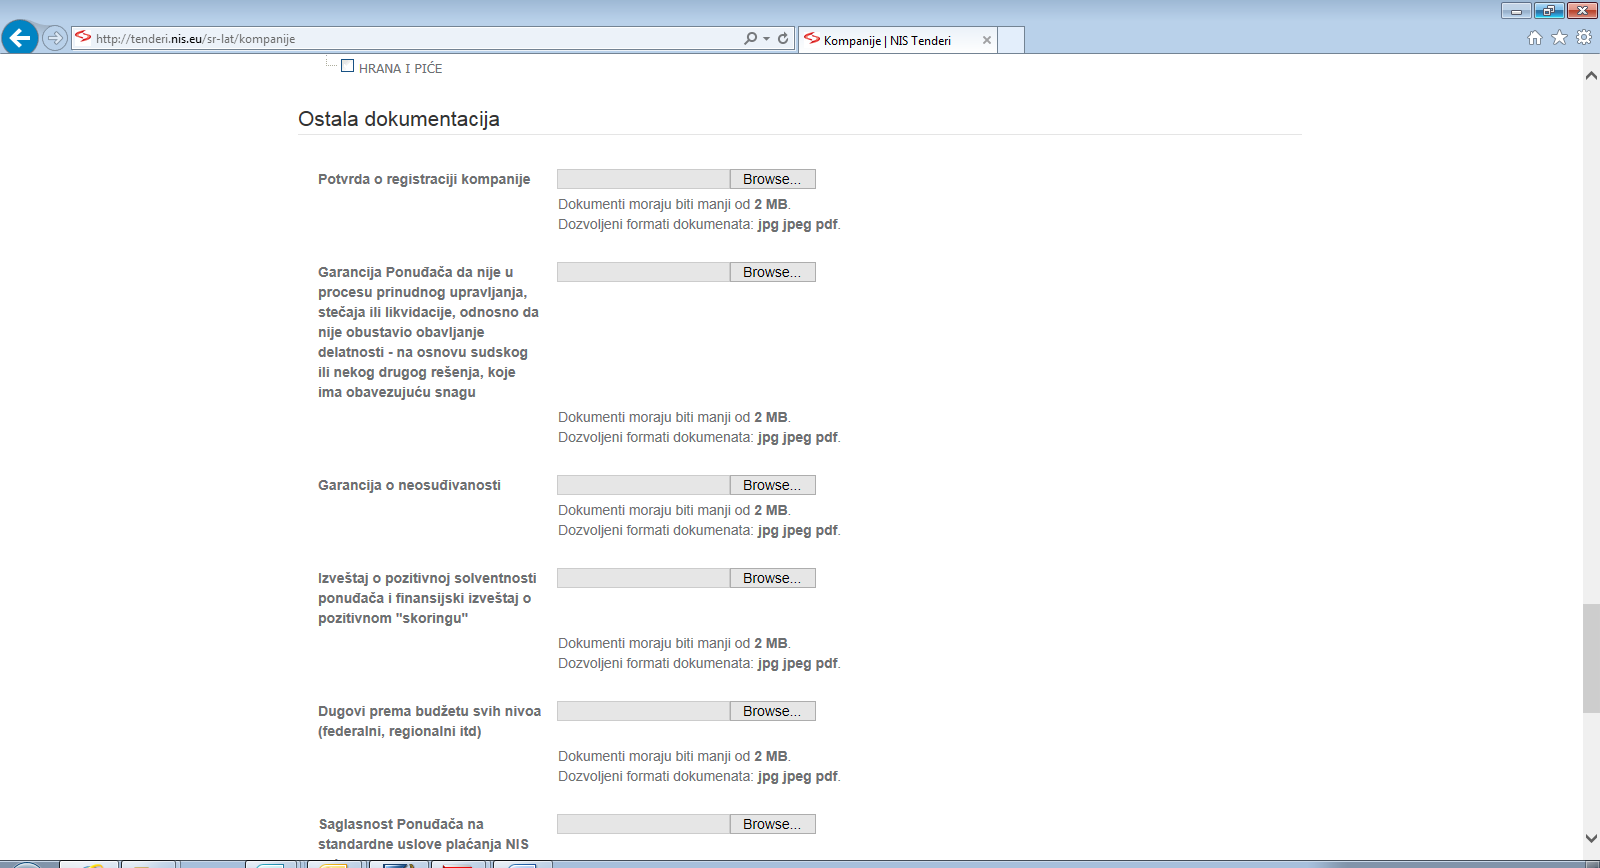 http://tenderi.nis.eu/sr-lat/kompanije
Kompanije | NIS Tenderi
HRANA I PIĆE
Ostala dokumentacija
Potvrda o registraciji kompanije
Browse...
Dokumenti moraju biti manji od 2 MB.
Dozvoljeni formati dokumenata: jpg jpeg pdf.
Garancija Ponuđača da nije u
procesu prinudnog upravljanja,
stečaja ili likvidacije, odnosno da
nije obustavio obavljanje
delatnosti - na osnovu sudskog
ili nekog drugog rešenja, koje
ima obavezujuću snagu
Browse...
Dokumenti moraju biti manji od 2 MB.
Dozvoljeni formati dokumenata: jpg jpeg pdf.
Garancija o neosuđivanosti
Browse...
Dokumenti moraju biti manji od 2 MB.
Dozvoljeni formati dokumenata: jpg jpeg pdf.
Izveštaj o pozitivnoj solventnosti
ponuđača i finansijski izveštaj o
pozitivnom "skoringu"
Browse...
Dokumenti moraju biti manji od 2 MB.
Dozvoljeni formati dokumenata: jpg jpeg pdf.
Dugovi prema budžetu svih nivoa
(federalni, regionalni itd)
Browse...
Dokumenti moraju biti manji od 2 MB.
Dozvoljeni formati dokumenata: jpg jpeg pdf.
Saglasnost Ponuđača na
standardne uslove plaćanja NIS
Browse...